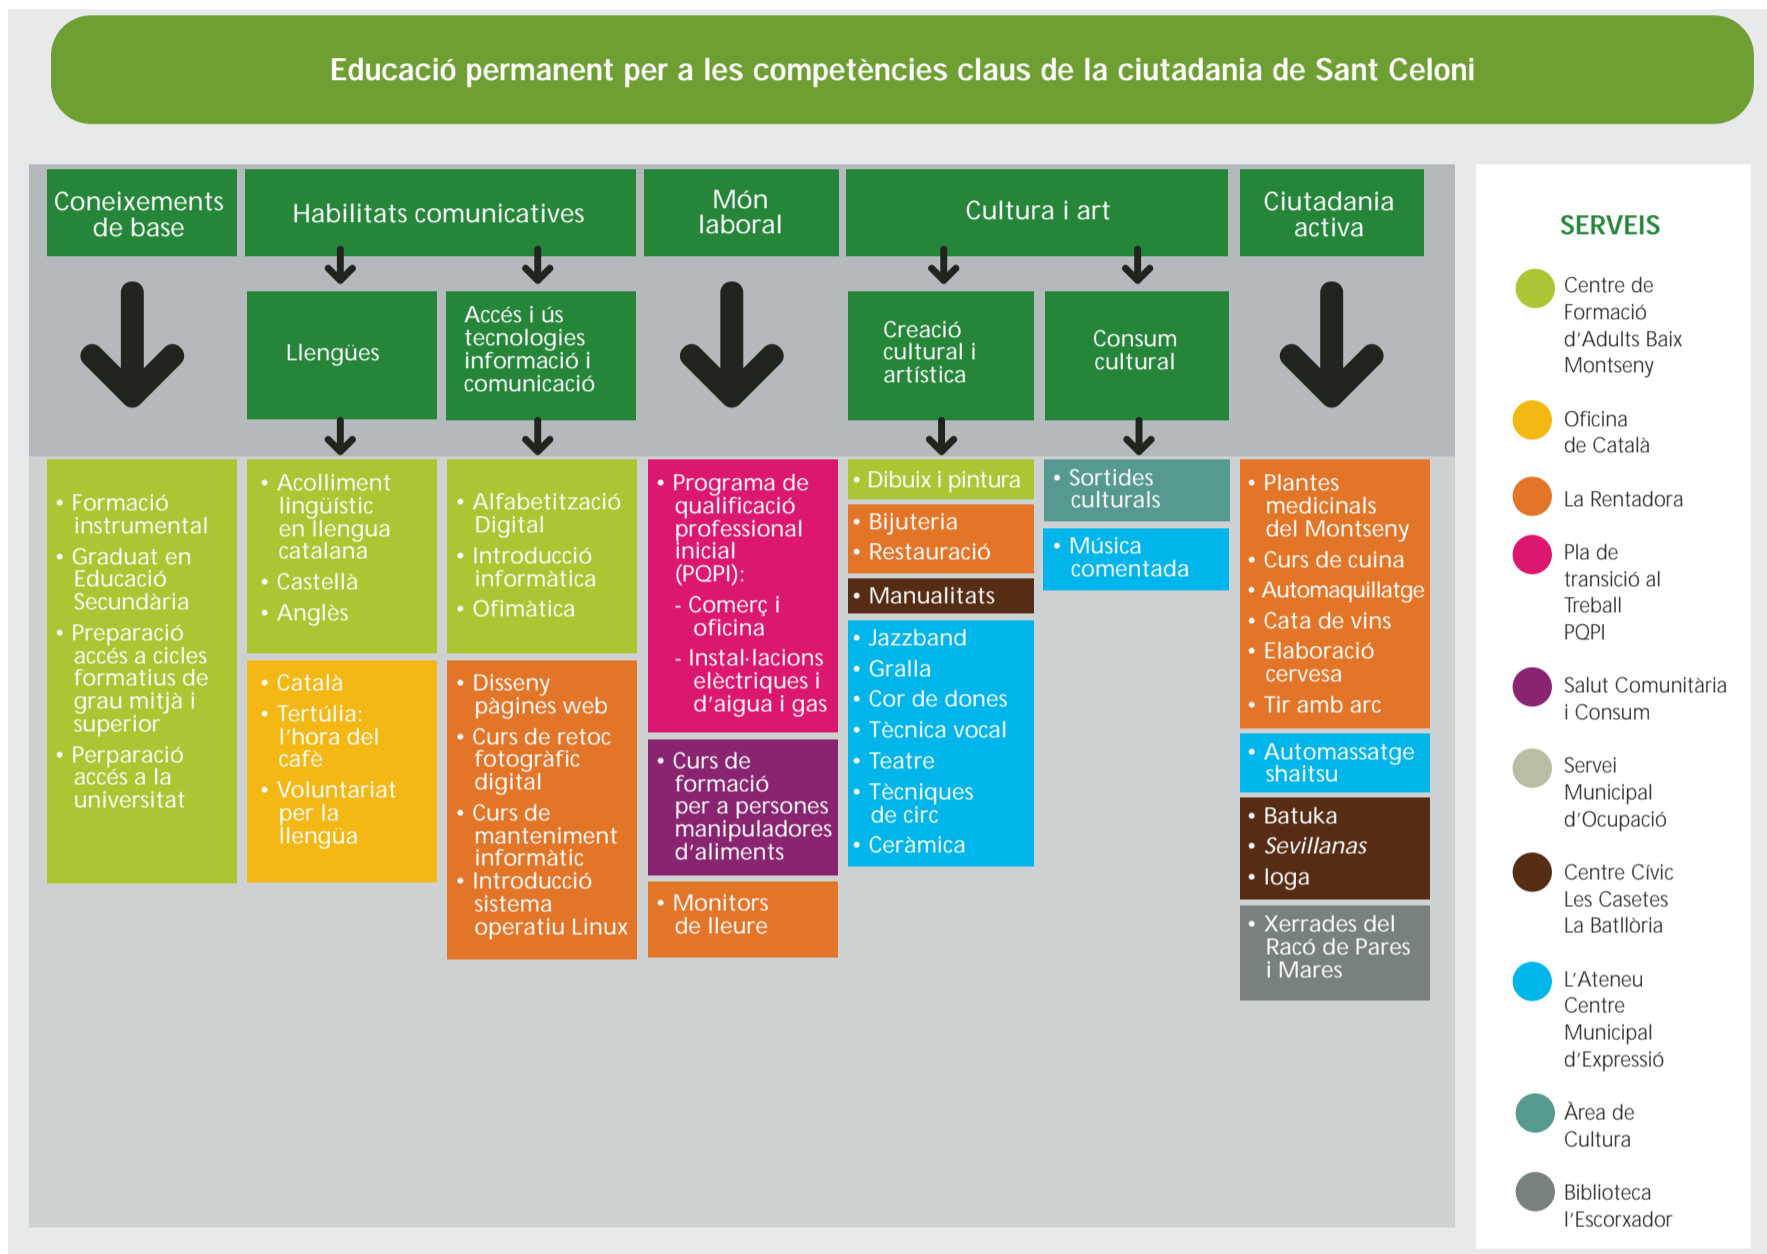 Educació permanent per a les competències claus de la ciutadania de Sant Celoni
Coneixements
de base
Habilitats comunicatives
Món
laboral
Cultura i art
Ciutadania
activa
Llengües
Accés i ús
tecnologies
informació i
comunicació
Creació
cultural i
artística
Consum
cultural
• Formació
instrumental
• Graduat en
Educació
Secundària
• Preparació
accés a cicles
formatius de
grau mitjà i
superior
• Perparació
accés a la
universitat
• Acolliment
lingüístic
en llengua
catalana
• Castellà
• Anglès
• Català
• Tertúlia:
l'hora del
cafè
• Voluntariat
per la
llengüa
• Alfabetització
Digital
• Introducció
informàtica
• Ofimàtica
• Disseny
pàgines web
• Curs de retoc
fotogràfic
digital
• Curs de
manteniment
informàtic
• Introducció
sistema
operatiu Linux
• Programa de
qualificació
professional
inicial
(PQPI):
- Comerç i
oficina
- Instal·lacions
elèctriques i
d'aigua i gas
• Curs de
formació
per a persones
manipuladores
d'aliments
• Monitors
de lleure
• Dibuix i pintura
• Bijuteria
• Restauració
• Manualitats
• Jazzband
• Gralla
• Cor de dones
• Tècnica vocal
• Teatre
• Tècniques
de circ
• Ceràmica
• Sortides
culturals
• Música
comentada
• Plantes
medicinals
del Montseny
• Curs de cuina
• Automaquillatge
• Cata de vins
• Elaboració
cervesa
• Tir amb arc
• Automassatge
shaitsu
• Batuka
• Sevillanas
• Ioga
• Xerrades del
Racó de Pares
i Mares
SERVEIS
Centre de
Formació
d'Adults Baix
Montseny
Oficina
de Català
La Rentadora
Pla de
transició al
Treball
PQPI
Salut Comunitària
i Consum
Servei
Municipal
d'Ocupació
Centre Cívic
Les Casetes
La Batllòria
L'Ateneu
Centre
Municipal
d'Expressió
Àrea de
Cultura
Biblioteca
l'Escorxador